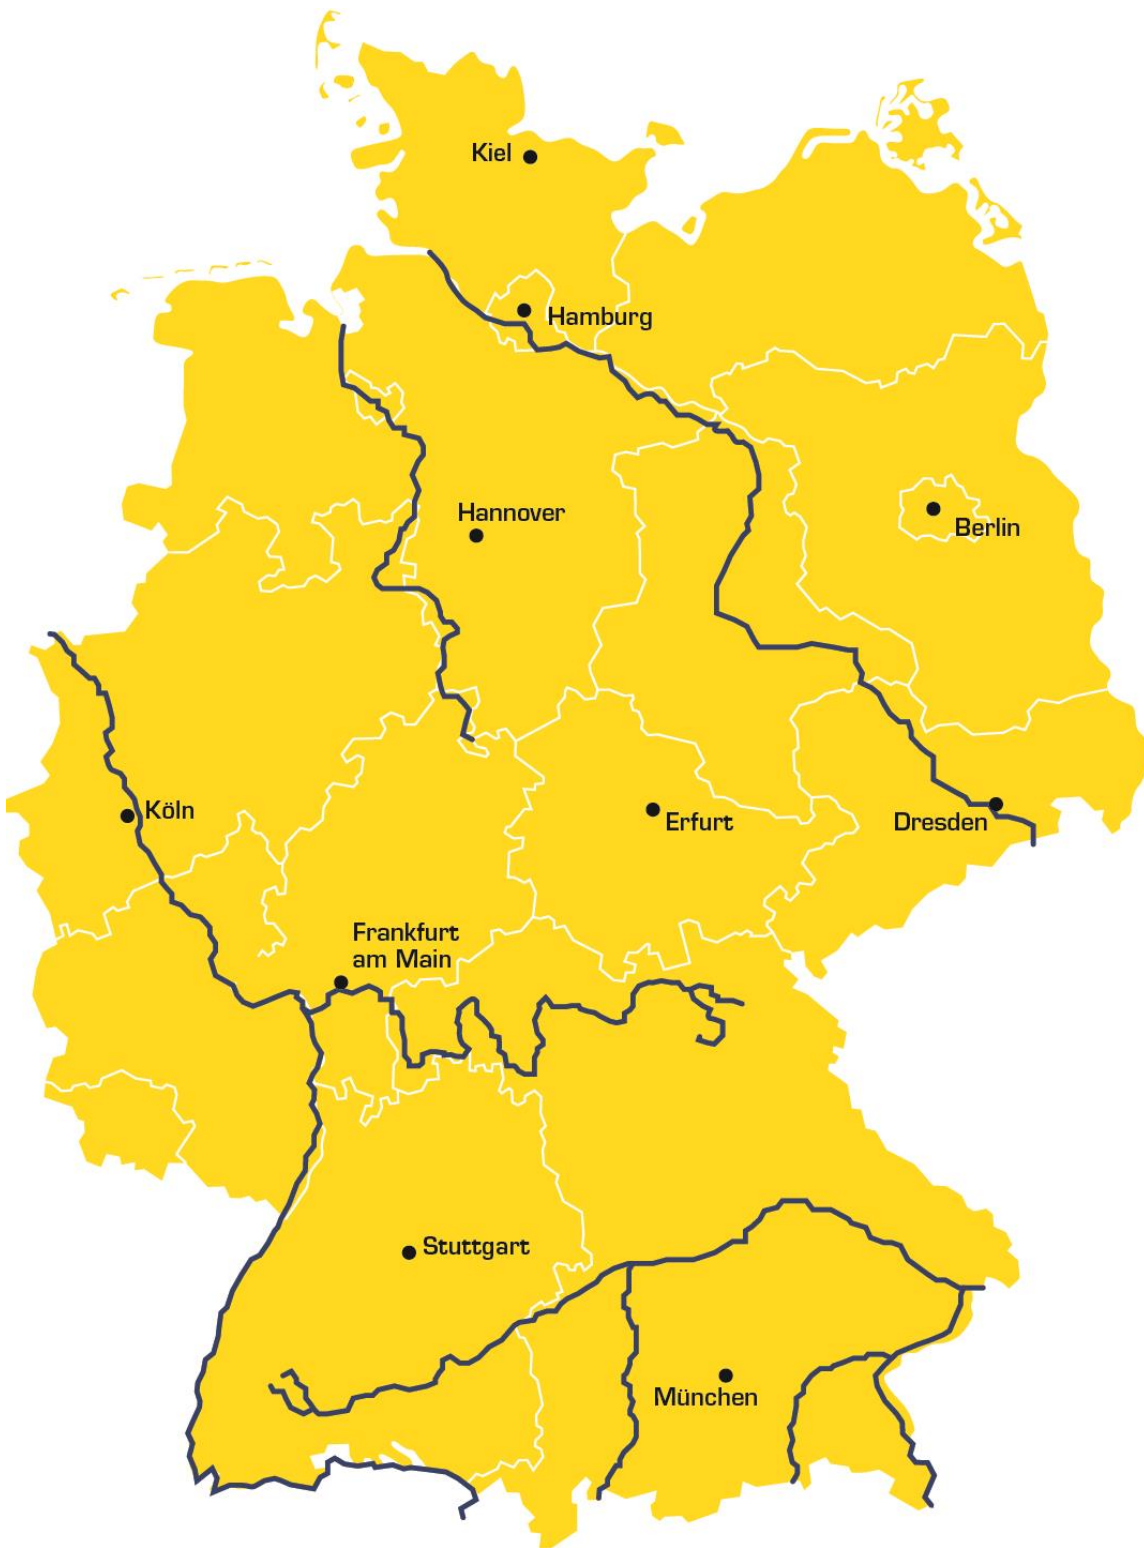 Kiel
Hamburg
Hannover
Berlin
Köln
Erfurt
Dresden
Frankfurt
am Main
Stuttgart
München